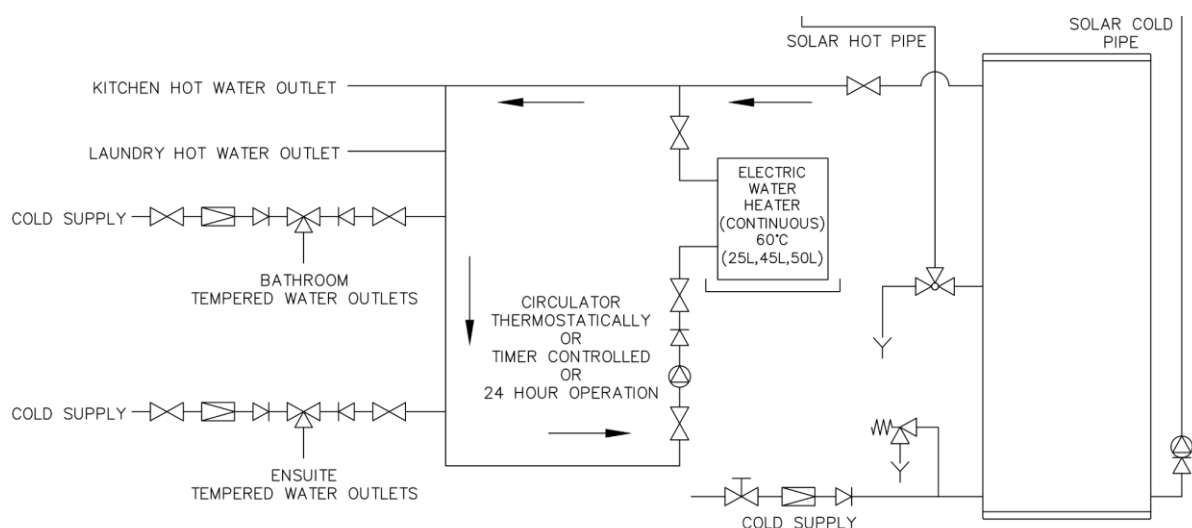 SOLAR HOT PIPE
SOLAR COLD
PIPE
KITCHEN HOT WATER OUTLET
LAUNDRY HOT WATER OUTLET
ELECTRIC
WATER
HEATER
(CONTINUOUS)
60°C
(25L,45L,50L)
COLD SUPPLY
BATHROOM
TEMPERED WATER OUTLETS
CIRCULATOR
THERMOSTATICALLY
OR
TIMER CONTROLLED
OR
24 HOUR OPERATION
COLD SUPPLY
ENSUITE
TEMPERED WATER OUTLETS
COLD SUPPLY